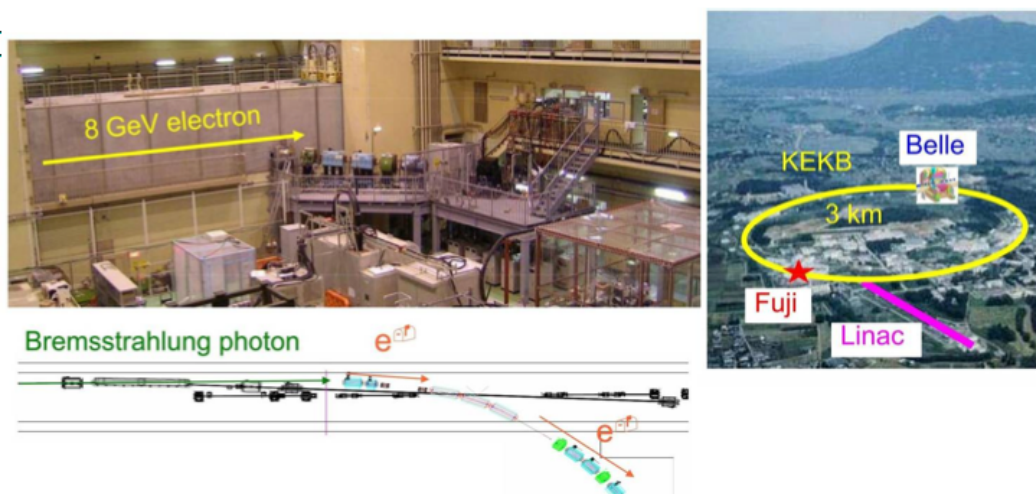 8 GeV electron
Bremsstrahlung photon
e
e
Belle
KEKB
3 km
Fuji
Linac